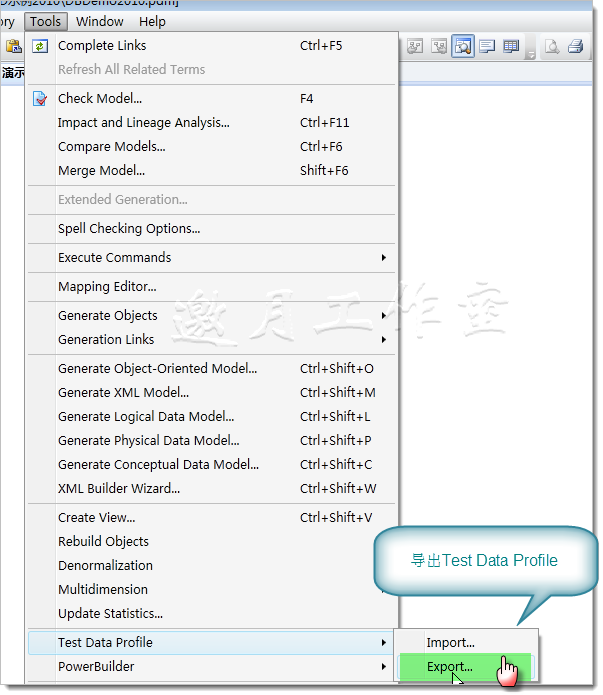 D示例2010\DBDemo2010.pdm]
ory Tools Window Help
演示
Complete Links Ctrl+F5
Refresh All Related Terms
Check Model... F4
Impact and Lineage Analysis... Ctrl+F11
Compare Models... Ctrl+F6
Merge Model... Shift+F6
Extended Generation...
Spell Checking Options...
Execute Commands
Mapping Editor...
Generate Objects
Generation Links
邀月工作室
Generate Object-Oriented Model... Ctrl+Shift+O
Generate XML Model... Ctrl+Shift+M
Generate Logical Data Model... Ctrl+Shift+L
Generate Physical Data Model... Ctrl+Shift+P
Generate Conceptual Data Model... Ctrl+Shift+C
XML Builder Wizard... Ctrl+Shift+W
Create View... Ctrl+Shift+V
Rebuild Objects
Denormalization
Multidimension
Update Statistics...
导出Test Data Profile
Test Data Profile
Import...
PowerBuilder
Export...